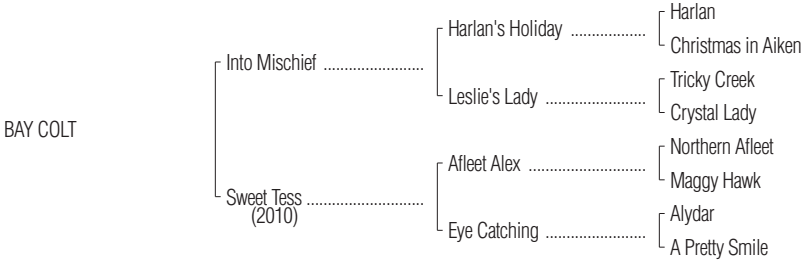 Harlan
Harlan's Holiday ...................
Christmas in Aiken
Into Mischief .........................
Tricky Creek
Leslie's Lady .........................
Crystal Lady
BAY COLT
Northern Afleet
Afleet Alex .............................
Maggy Hawk
Sweet Tess .............................
(2010)
Alydar
Eye Catching .........................
A Pretty Smile